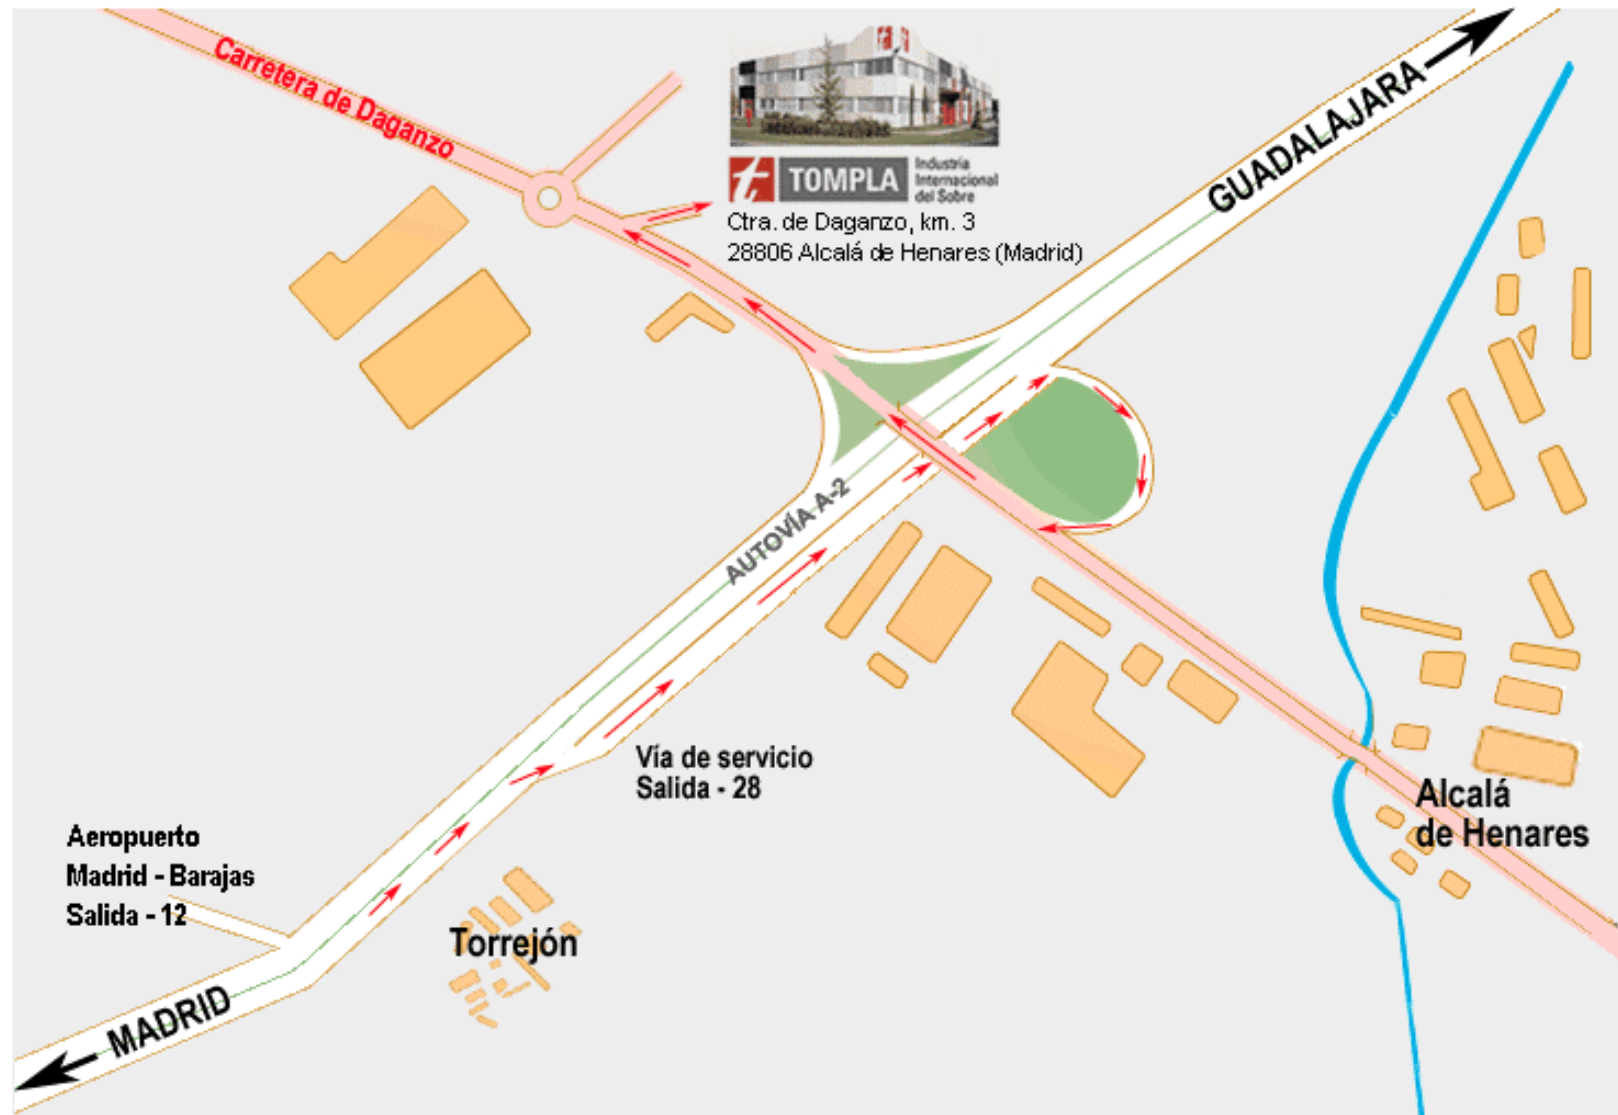 Carretera de Daganzo
t TOMPLA
Industria
Internacional
del Sobre
Ctra. de Daganzo, km. 3
28806 Alcalá de Henares (Madrid)
GUADALAJARA
AUTOVÍA A-2
Vía de servicio
Salida - 28
Aeropuerto
Madrid - Barajas
Salida - 12
Torrejón
MADRID
Alcalá
de Henares